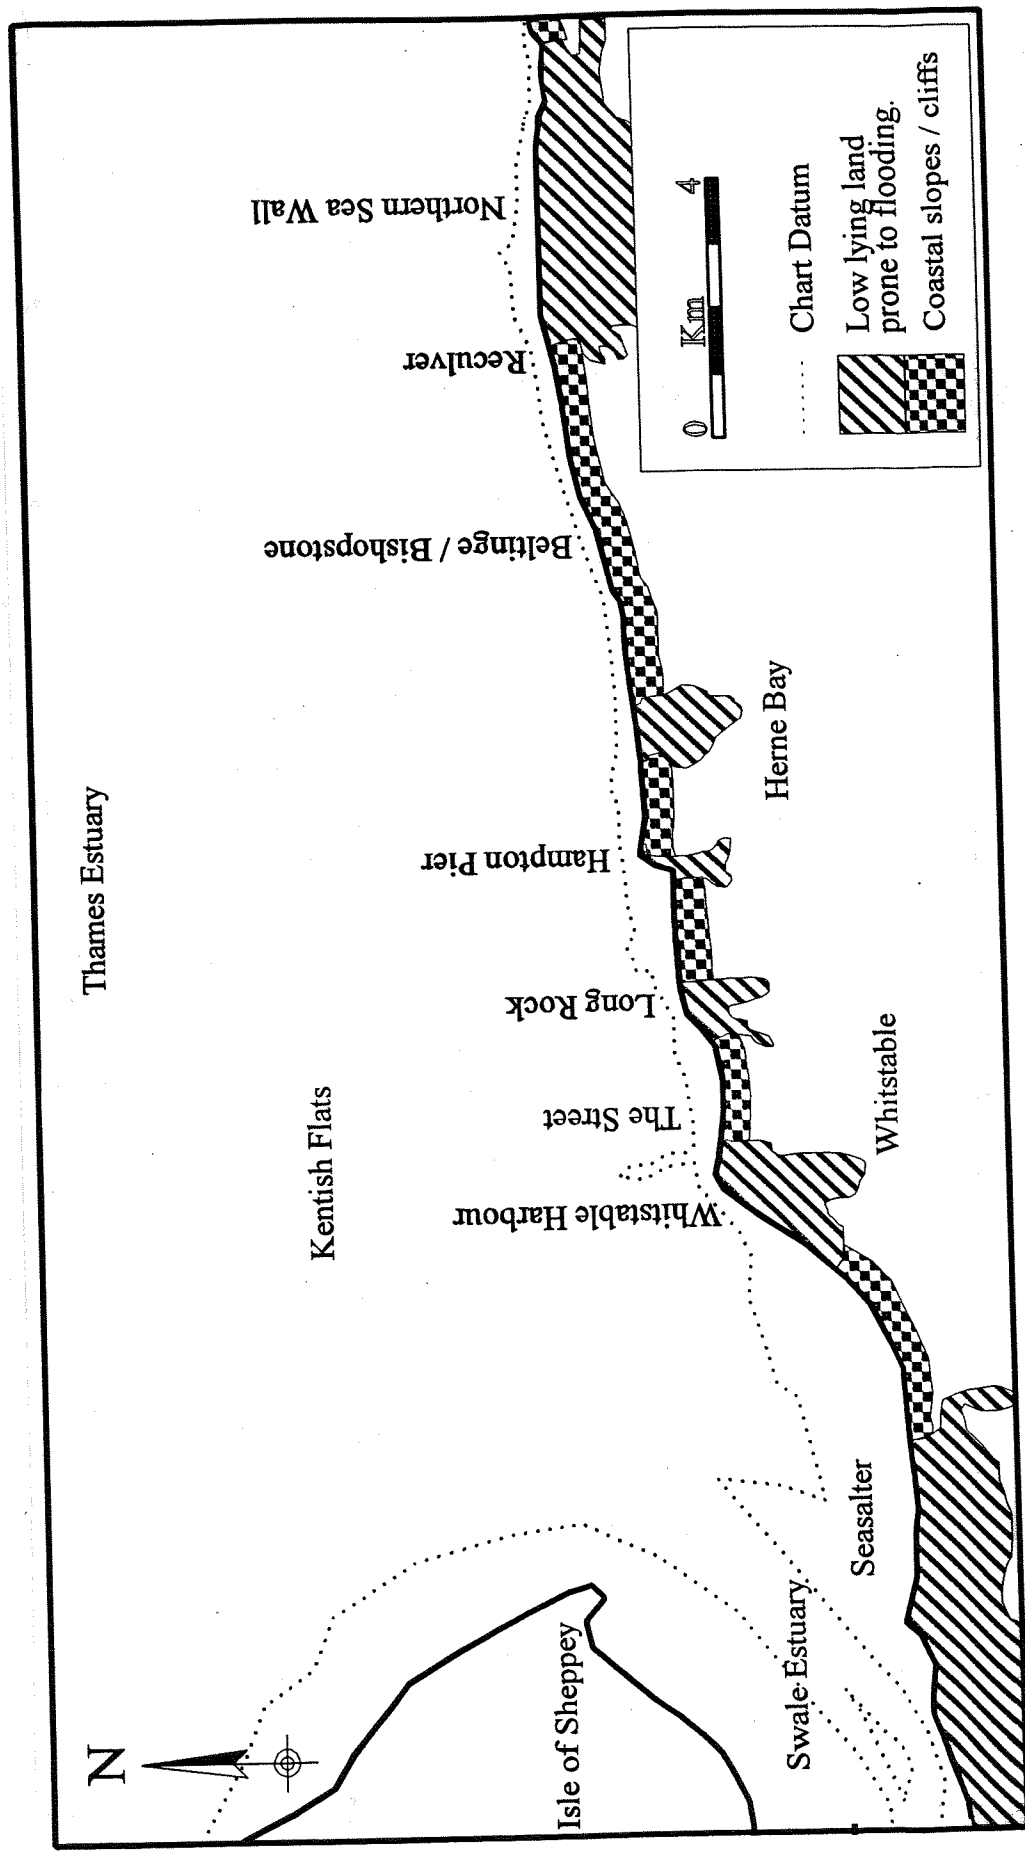 N
Thames Estuary
Kentish Flats
Isle of Sheppey
Swale Estuary
Seasalter
Whitstable Harbour
The Street
Long Rock
Hampton Pier
Beltinge / Bishopstone
Reculver
Northern Sea Wall
Whitstable
Herne Bay
0 Km 4
Chart Datum
Low lying land
prone to flooding.
Coastal slopes / cliffs